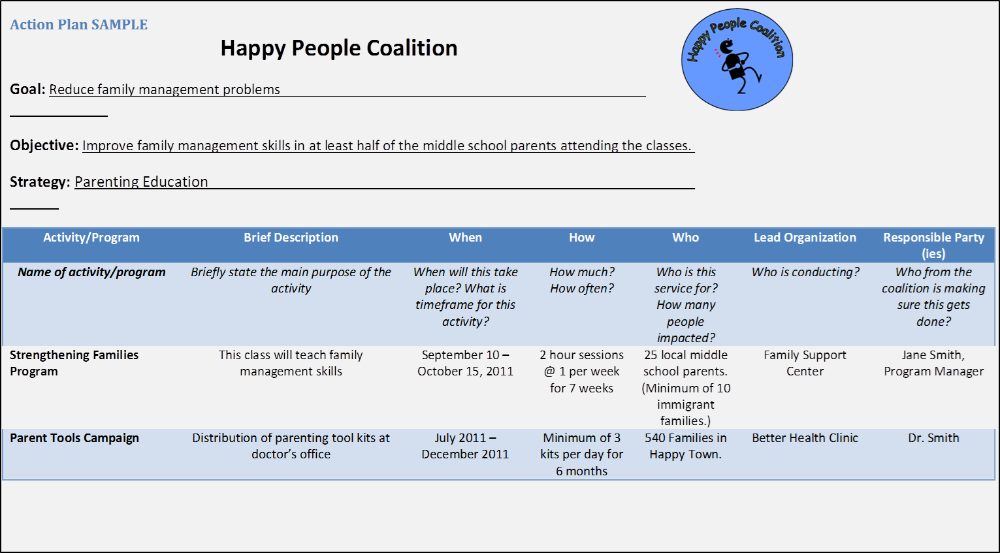 Action Plan SAMPLE
Happy People Coalition
Happy People Coalition
Goal: Reduce family management problems
Objective: Improve family management skills in at least half of the middle school parents attending the classes.
Strategy: Parenting Education
Activity/Program
Brief Description
When
How
Who
Lead Organization
Responsible Party
(ies)
Name of activity/program
Briefly state the main purpose of the
activity
When will this take
place? What is
timeframe for this
activity?
How much?
How often?
Who is this
service for?
How many
people
impacted?
Who is conducting?
Who from the
coalition is making
sure this gets
done?
Strengthening Families
Program
This class will teach family
management skills
September 10 –
October 15, 2011
2 hour sessions
@ 1 per week
for 7 weeks
25 local middle
school parents.
(Minimum of 10
immigrant
families.)
Family Support
Center
Jane Smith,
Program Manager
Parent Tools Campaign
Distribution of parenting tool kits at
doctor’s office
July 2011 –
December 2011
Minimum of 3
kits per day for
6 months
540 Families in
Happy Town.
Better Health Clinic
Dr. Smith